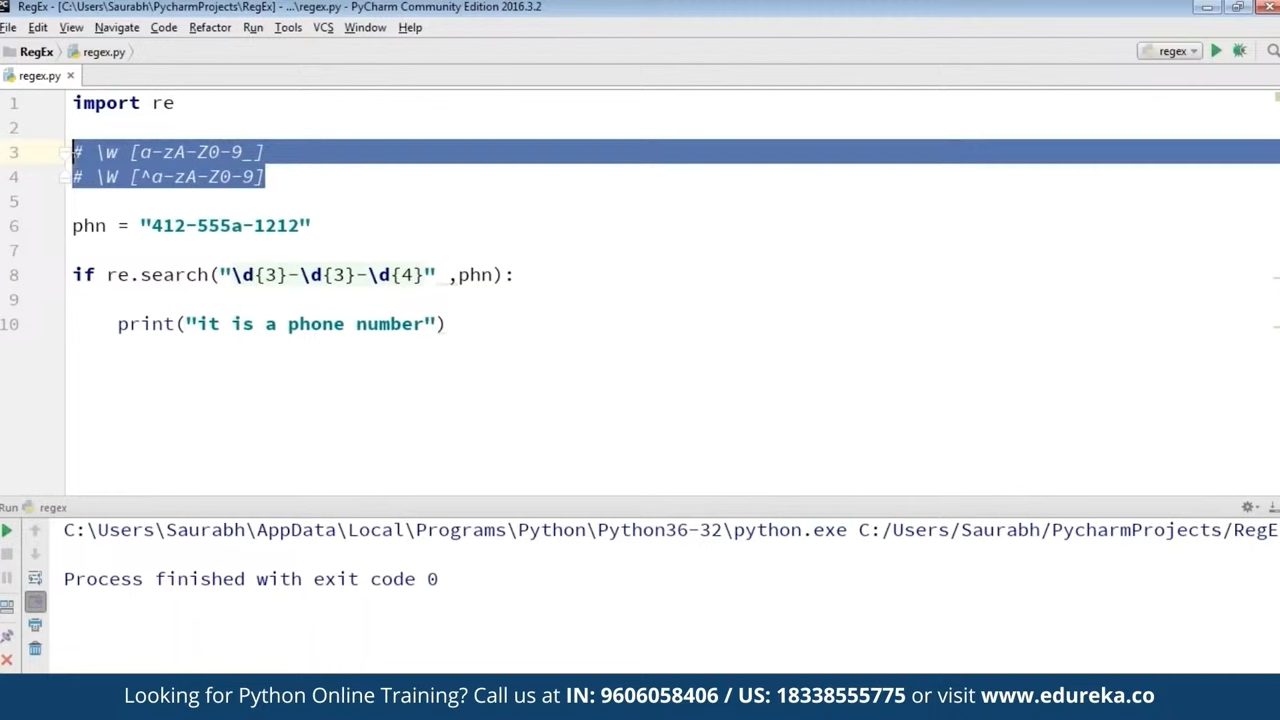 RegEx - [C:\Users\Saurabh\PycharmProjects\RegEx] - ...\regex.py - PyCharm Community Edition 2016.3.2
File Edit View Navigate Code Refactor Run Tools VCS Window Help
RegEx regex.py regex
regex.py
1 import re
2
3 # \w [a-zA-Z0-9_]
4 # \W [^a-zA-Z0-9]
5
6 phn = "412-555a-1212"
7
8 if re.search("\d{3}-\d{3}-\d{4}" ,phn):
9
10 print("it is a phone number")
Run regex
C:\Users\Saurabh\AppData\Local\Programs\Python\Python36-32\python.exe C:/Users/Saurabh/PycharmProjects/RegE
Process finished with exit code 0
Looking for Python Online Training? Call us at IN: 9606058406 / US: 18338555775 or visit www.edureka.co